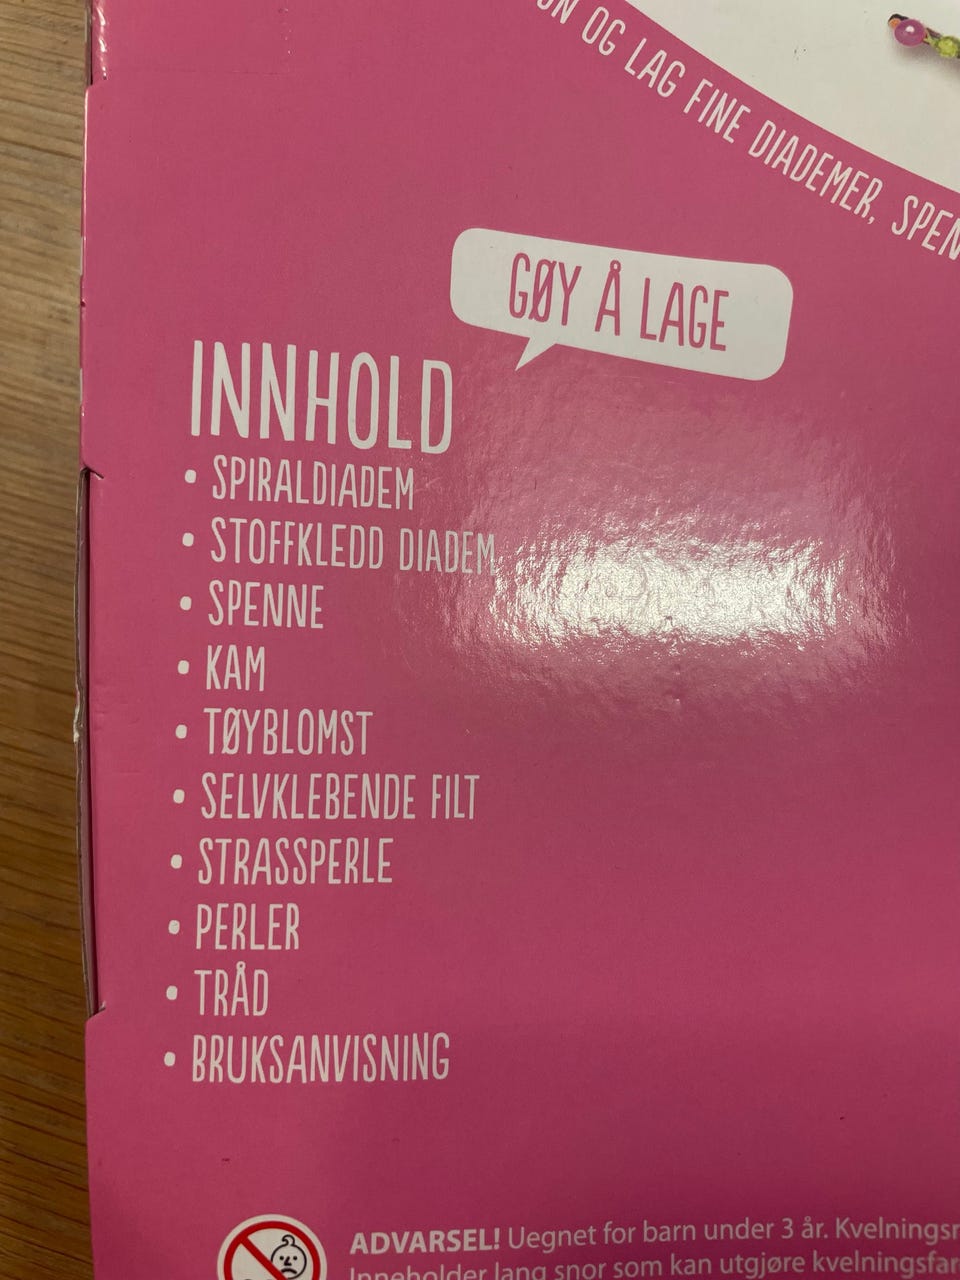 OG LAG FINE DIADEMER,
GØY Å LAGE
INNHOLD
• SPIRALDIADEM
• STOFFKLEDD DIADEM
• SPENNE
• KAM
• TØYBLOMST
• SELVKLEBENDE FILT
• STRASSPERLE
• PERLER
• TRÅD
• BRUKSANVISNING
ADVARSEL! Uegnet for barn under 3 år.
Inneholder lang snor som kan utgjøre